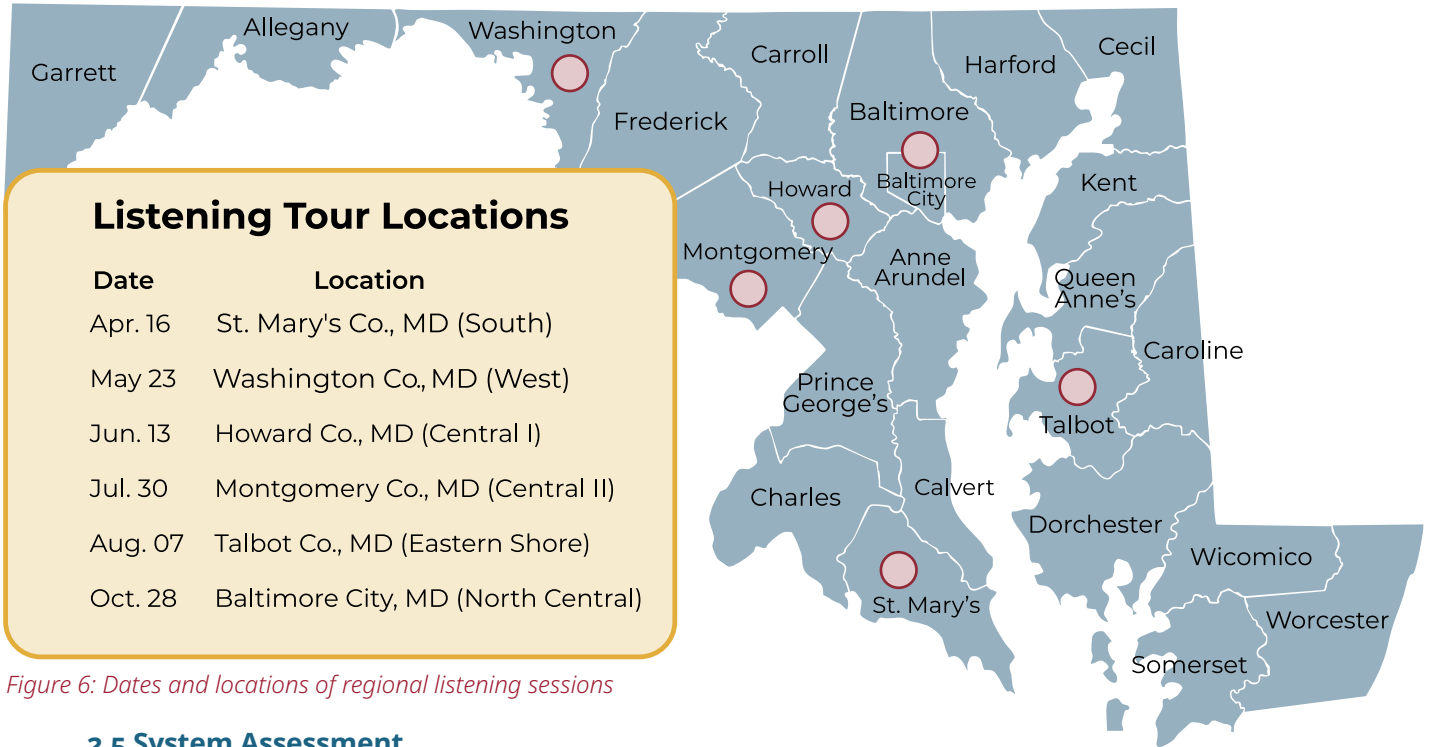 Garrett
Allegany
Washington
Frederick
Carroll
Baltimore
Baltimore
City
Harford
Cecil
Howard
Montgomery
Anne
Arundel
Kent
Queen
Anne's
Caroline
Talbot
Prince
George's
Charles
Calvert
St. Mary's
Dorchester
Wicomico
Worcester
Somerset
Listening Tour Locations
Date Location
Apr. 16 St. Mary's Co., MD (South)
May 23 Washington Co., MD (West)
Jun. 13 Howard Co., MD (Central I)
Jul. 30 Montgomery Co., MD (Central II)
Aug. 07 Talbot Co., MD (Eastern Shore)
Oct. 28 Baltimore City, MD (North Central)
Figure 6: Dates and locations of regional listening sessions
System Assessment